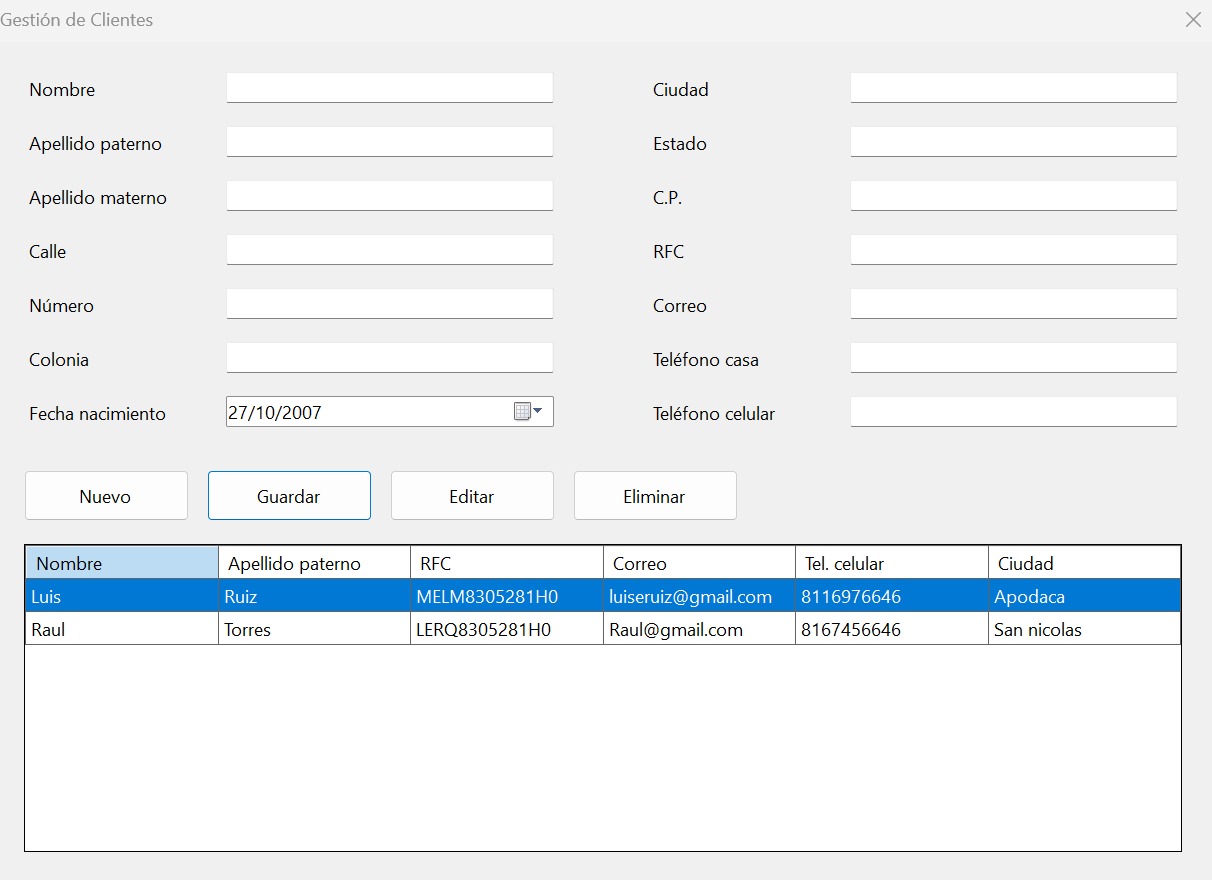 Gestión de Clientes
Nombre
Ciudad
Apellido paterno
Estado
Apellido materno
C.P.
Calle
RFC
Número
Correo
Colonia
Teléfono casa
Fecha nacimiento 27/10/2007
Teléfono celular
Nuevo Guardar Editar Eliminar
Nombre Apellido paterno RFC Correo Tel. celular Ciudad
Luis Ruiz MELM8305281H0 luiseruiz@gmail.com 8116976646 Apodaca
Raul Torres LERQ8305281H0 Raul@gmail.com 8167456646 San nicolas